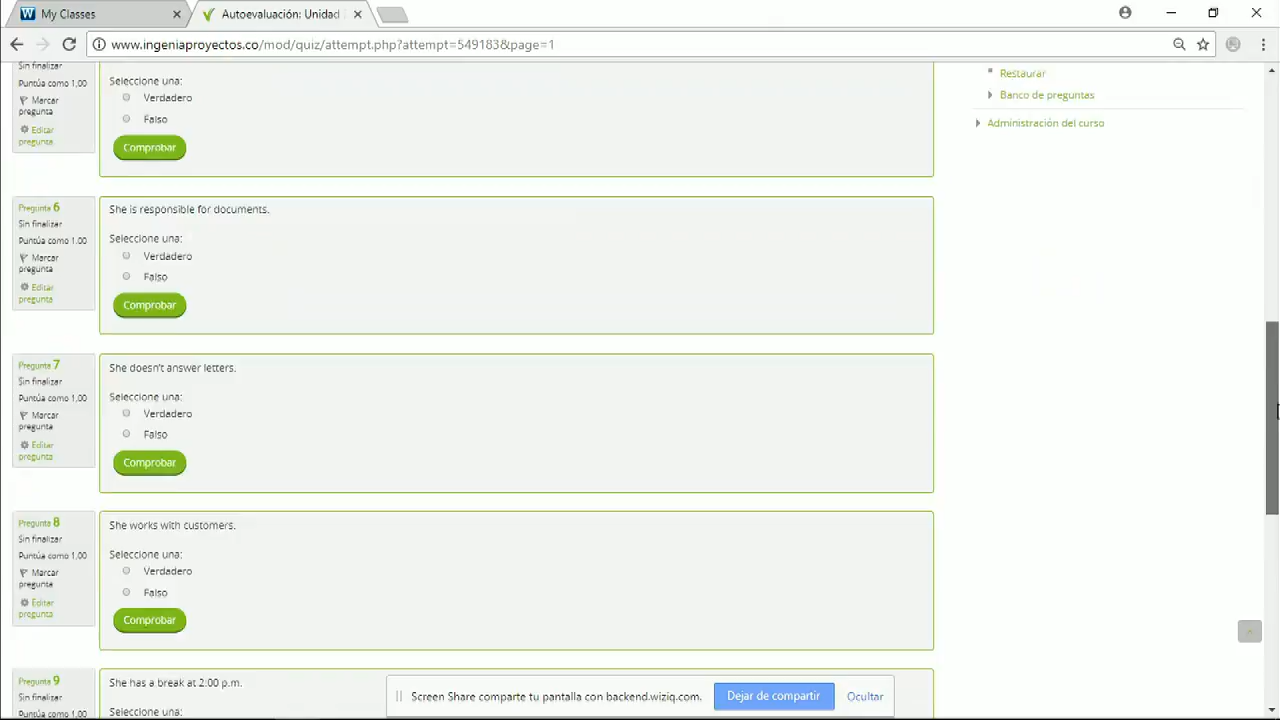 My Classes
Autoevaluación: Unidad
www.ingeniaproyectos.co/mod/quiz/attempt.php?attempt=549183&page=1
Sin finalizar
Puntúa como 1,00
Marcar
pregunta
Editar
pregunta
Seleccione una:
Verdadero
Falso
Comprobar
Restaurar
Banco de preguntas
Administración del curso
Pregunta 6
Sin finalizar
Puntúa como 1,00
Marcar
pregunta
Editar
pregunta
She is responsible for documents.
Seleccione una:
Verdadero
Falso
Comprobar
Pregunta 7
Sin finalizar
Puntúa como 1,00
Marcar
pregunta
Editar
pregunta
She doesn't answer letters.
Seleccione una:
Verdadero
Falso
Comprobar
Pregunta 8
Sin finalizar
Puntúa como 1,00
Marcar
pregunta
Editar
pregunta
She works with customers.
Seleccione una:
Verdadero
Falso
Comprobar
Pregunta 9
Sin finalizar
Puntúa como 1,00
She has a break at 2:00 p.m.
Seleccione una:
Screen Share comparte tu pantalla con backend.wiziq.com.
Dejar de compartir
Ocultar